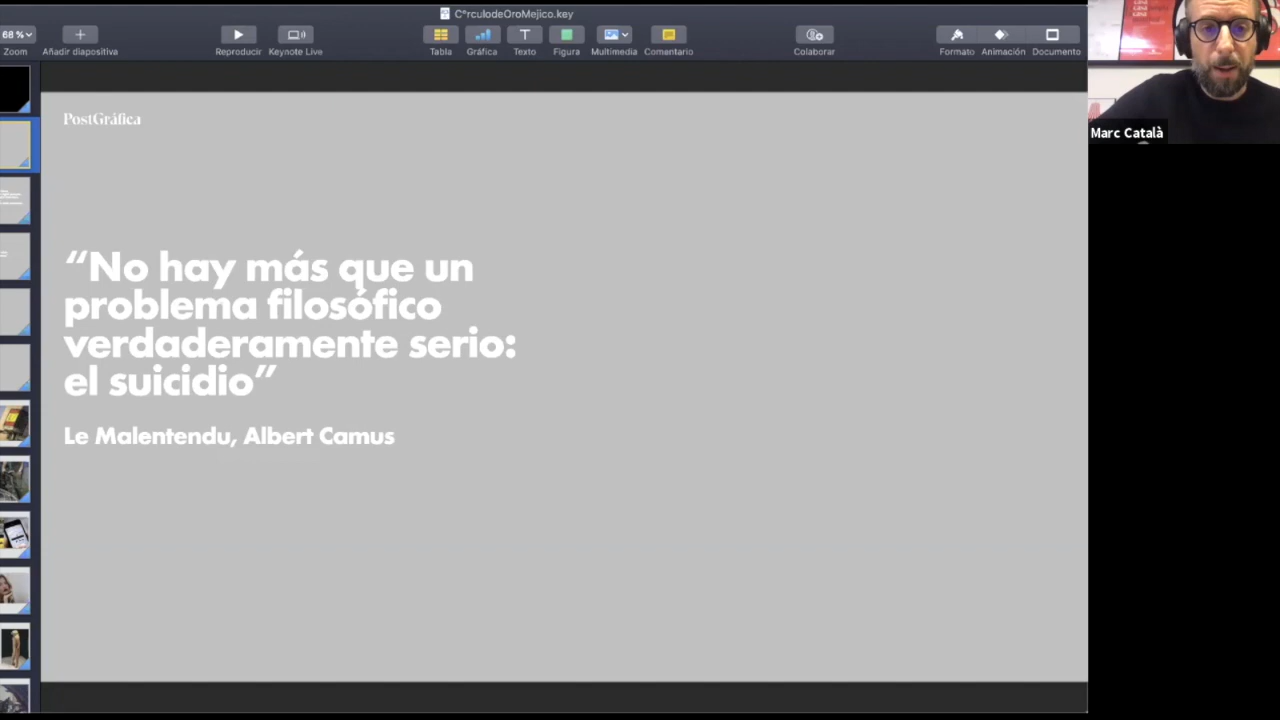 C°rculodeOroMejico.key
68 %
Zoom
Añadir diapositiva
Reproducir
Keynote Live
Tabla
Gráfica
Texto
Figura
Multimedia
Comentario
Colaborar
Formato
Animación
Documento
Marc Català
PostGráfica
“No hay más que un
problema filosófico
verdaderamente serio:
el suicidio”
Le Malentendu, Albert Camus